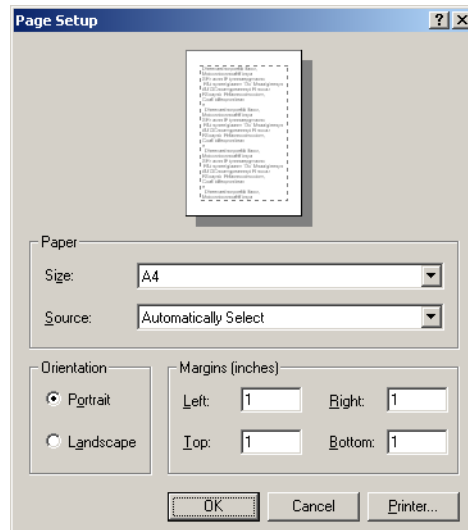 Page Setup
Paper
Size: A4
Source: Automatically Select
Orientation
Portrait
Landscape
Margins (inches)
Left: 1 Right: 1
Top: 1 Bottom: 1
OK Cancel Printer...